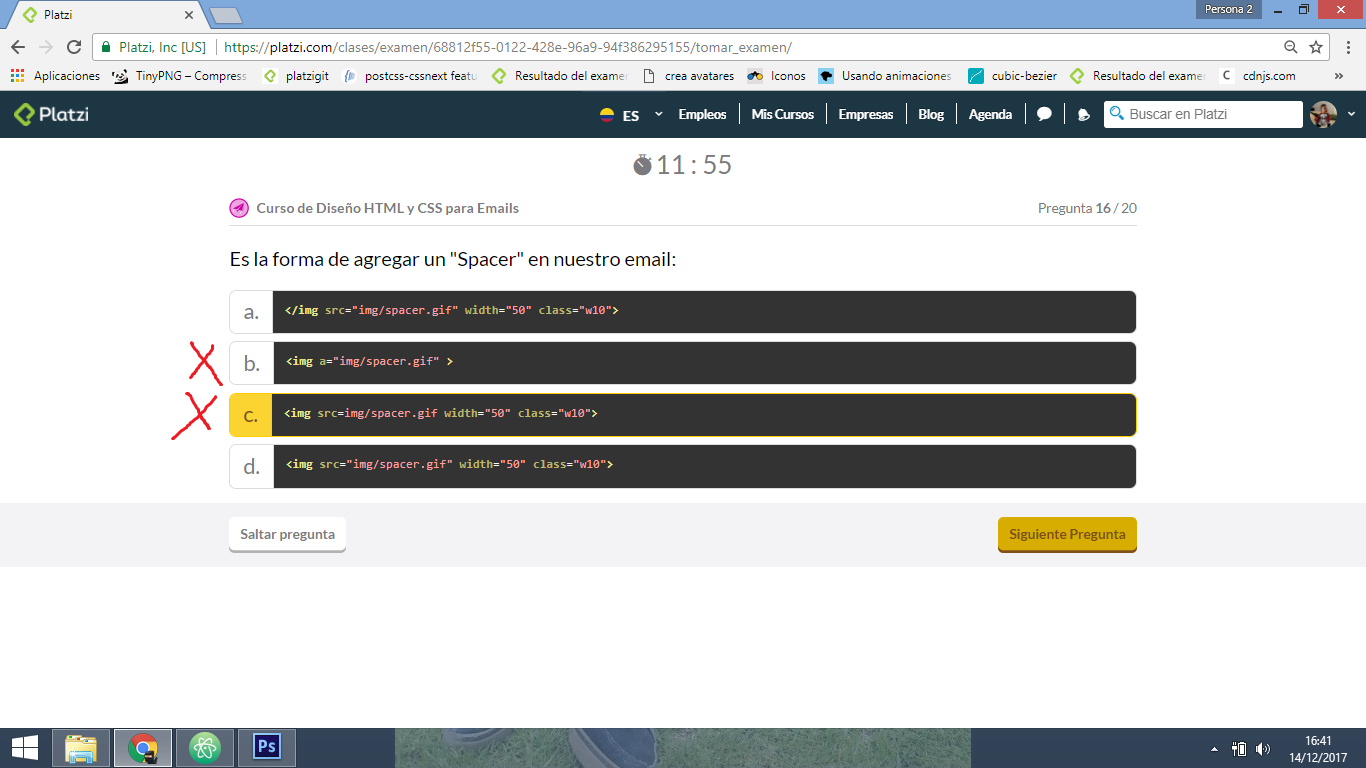 Platzi
Persona 2
Platzi, Inc [US] https://platzi.com/clases/examen/68812f55-0122-428e-96a9-94f386295155/tomar_examen/
Aplicaciones TinyPNG – Compress platzigit postcss-cssnext featu Resultado del exame crea avatares Iconos Usando animaciones cubic-bezier Resultado del exame C cdnjs.com »
Platzi ES Empleos Mis Cursos Empresas Blog Agenda Buscar en Platzi
11 : 55
Curso de Diseño HTML y CSS para Emails Pregunta 16 / 20
Es la forma de agregar un "Spacer" en nuestro email:
a. </img src="img/spacer.gif" width="50" class="w10">
b. <img a="img/spacer.gif" >
c. <img src=img/spacer.gif width="50" class="w10">
d. <img src="img/spacer.gif" width="50" class="w10">
Saltar pregunta Siguiente Pregunta
Ps
16:41
14/12/2017